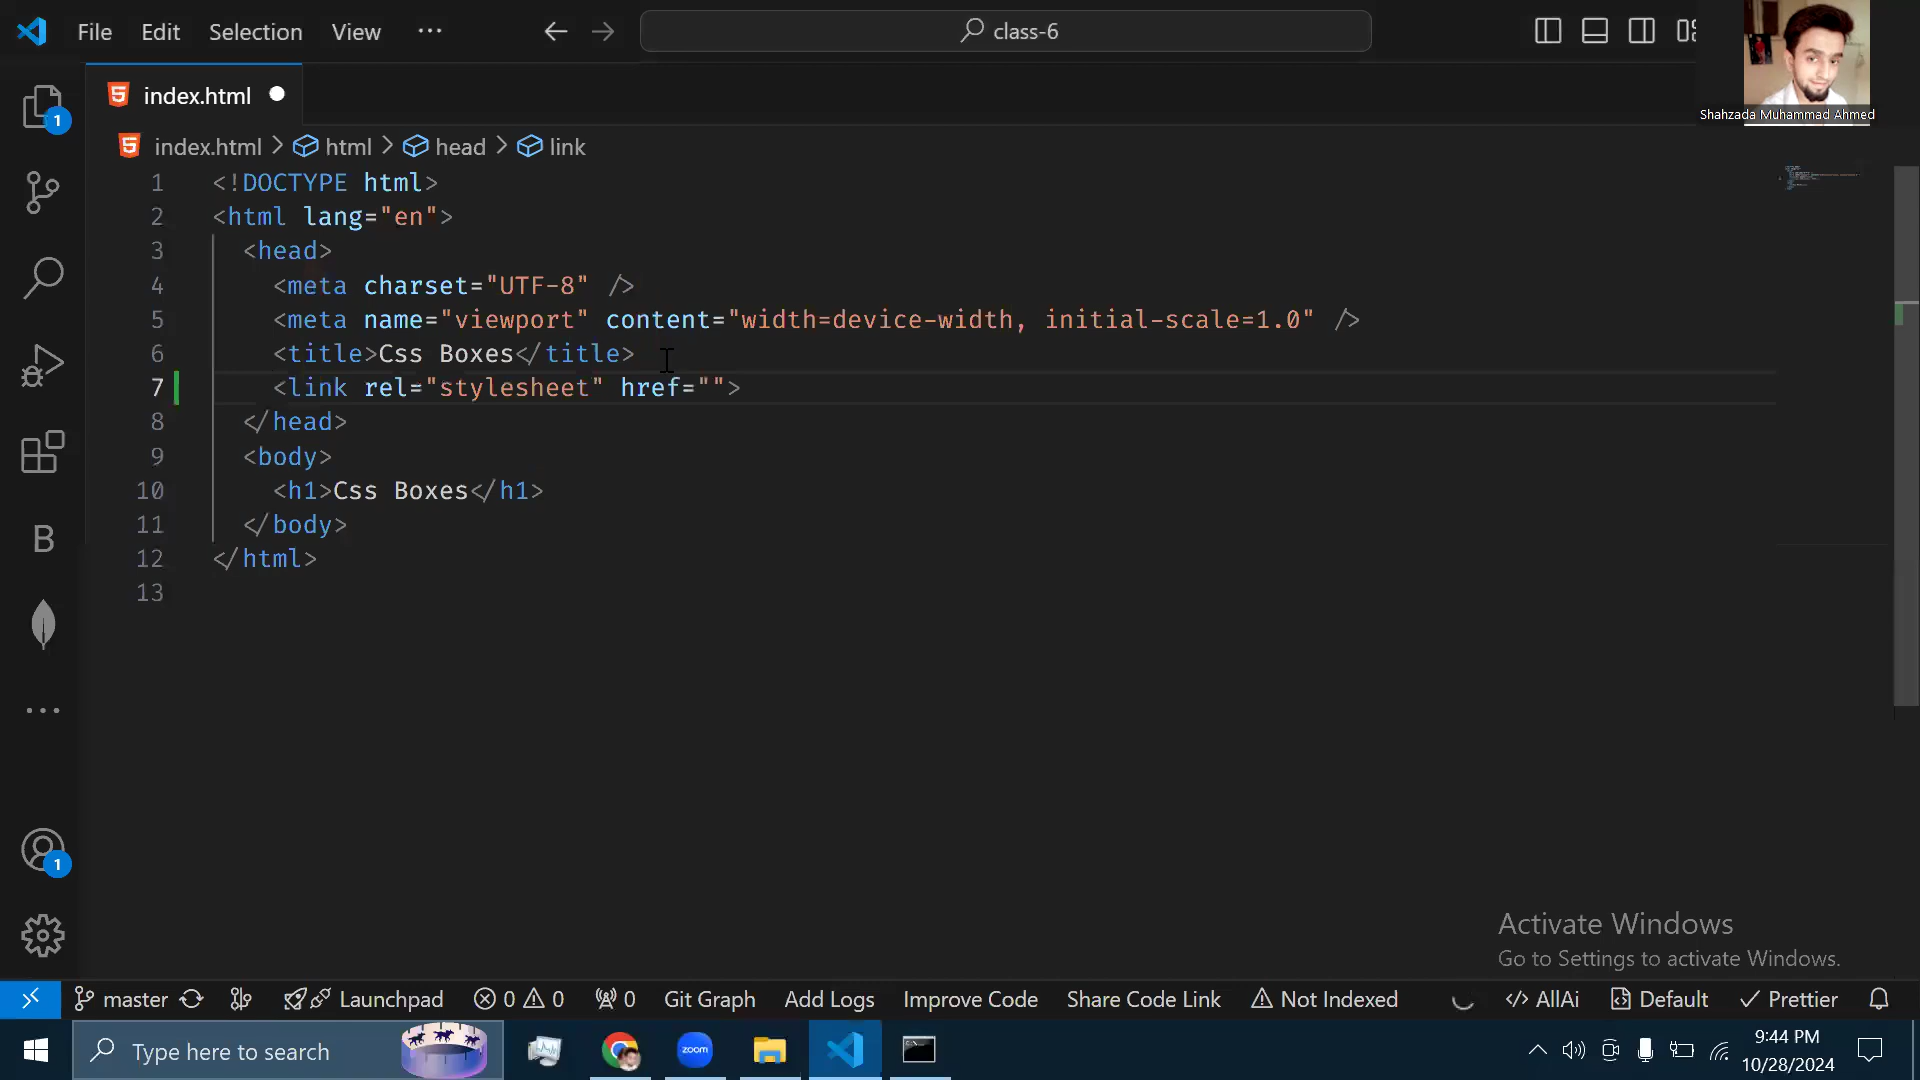 File Edit Selection View ··· class-6
Shahzada Muhammad Ahmed
index.html
index.html > html > head > link
1 <!DOCTYPE html>
2 <html lang="en">
3 <head>
4 <meta charset="UTF-8" />
5 <meta name="viewport" content="width=device-width, initial-scale=1.0" />
6 <title>Css Boxes</title>
7 <link rel="stylesheet" href="">
8 </head>
9 <body>
10 <h1>Css Boxes</h1>
11 </body>
12 </html>
13
1
B
1
Activate Windows
Go to Settings to activate Windows.
master Launchpad 0 0 0 Git Graph Add Logs Improve Code Share Code Link Not Indexed AllAi Default Prettier
Type here to search zoom 9:44 PM
10/28/2024